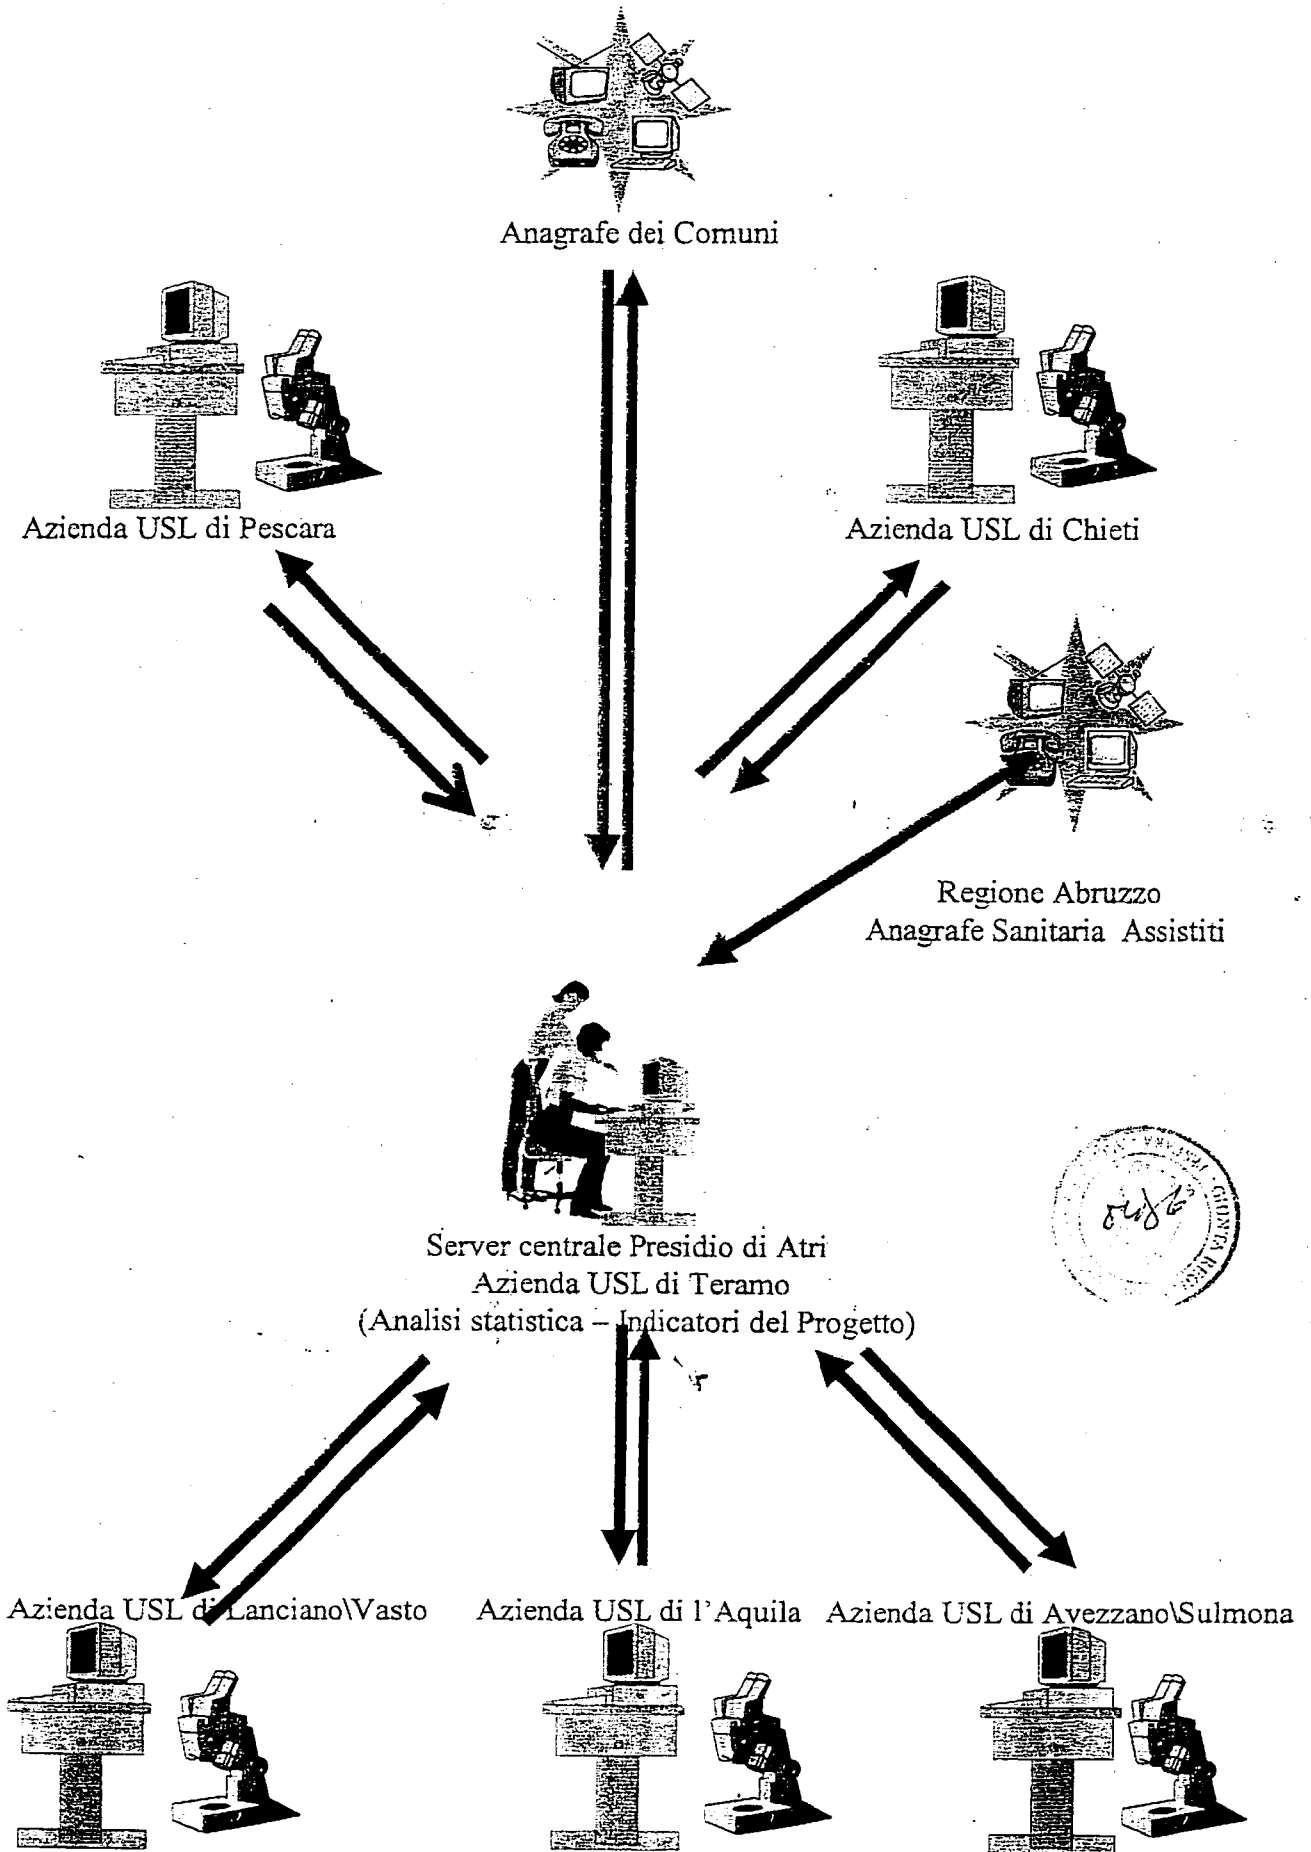 Anagrafe dei Comuni
Azienda USL di Pescara
Azienda USL di Chieti
Regione Abruzzo
Anagrafe Sanitaria Assistiti
Server centrale Presidio di Atri
Azienda USL di Teramo
(Analisi statistica – Indicatori del Progetto)
GIUNTA REG
Azienda USL di Lanciano\Vasto
Azienda USL di l'Aquila
Azienda USL di Avezzano\Sulmona